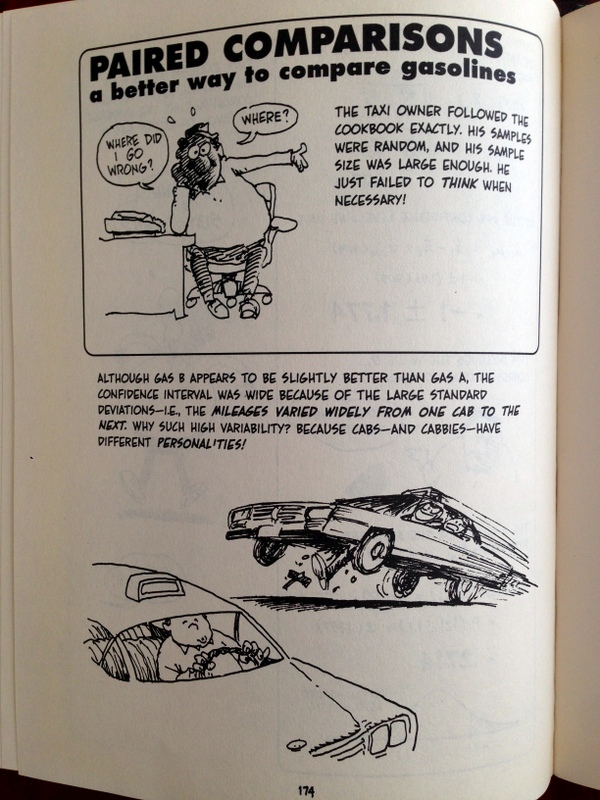 PAIRED COMPARISONS
a better way to compare gasolines
WHERE DID
I GO
WRONG?
WHERE?
THE TAXI OWNER FOLLOWED THE
COOKBOOK EXACTLY. HIS SAMPLES
WERE RANDOM, AND HIS SAMPLE
SIZE WAS LARGE ENOUGH. HE
JUST FAILED TO THINK WHEN
NECESSARY!
ALTHOUGH GAS B APPEARS TO BE SLIGHTLY BETTER THAN GAS A, THE
CONFIDENCE INTERVAL WAS WIDE BECAUSE OF THE LARGE STANDARD
DEVIATIONS—I.E., THE MILEAGES VARIED WIDELY FROM ONE CAB TO THE
NEXT. WHY SUCH HIGH VARIABILITY? BECAUSE CABS—AND CABBIES—HAVE
DIFFERENT PERSONALITIES!
174